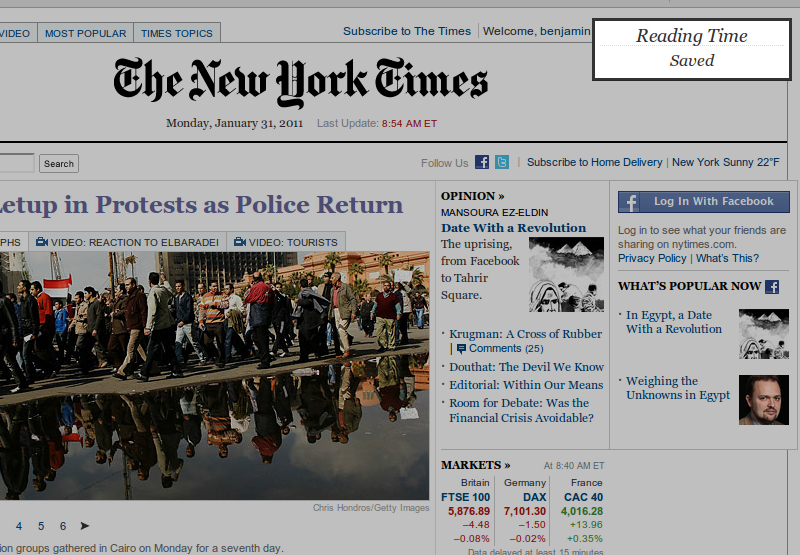 VIDEO
MOST POPULAR
TIMES TOPICS
Subscribe to The Times
Welcome, benjamin
Reading Time
Saved
The New York Times
Monday, January 31, 2011
Last Update: 8:54 AM ET
Search
Follow Us
Subscribe to Home Delivery | New York Sunny 22°F
Letup in Protests as Police Return
PHS
VIDEO: REACTION TO ELBARADEI
VIDEO: TOURISTS
Chris Hondros/Getty Images
4 5 6
ion groups gathered in Cairo on Monday for a seventh day.
OPINION »
MANSOURA EZ-ELDIN
Date With a Revolution
The uprising,
from Facebook
to Tahrir
Square.
Krugman: A Cross of Rubber
| Comments (25)
Douthat: The Devil We Know
Editorial: Within Our Means
Room for Debate: Was the
Financial Crisis Avoidable?
MARKETS »
At 8:40 AM ET
Britain Germany France
FTSE 100 DAX CAC 40
5,876.89 7,101.30 4,016.28
–4.48 –1.50 +13.96
–0.08% –0.02% +0.35%
Data delayed at least 15 minutes
Log In With Facebook
Log in to see what your friends are
sharing on nytimes.com.
Privacy Policy | What's This?
WHAT'S POPULAR NOW
In Egypt, a Date
With a Revolution
Weighing the
Unknowns in Egypt